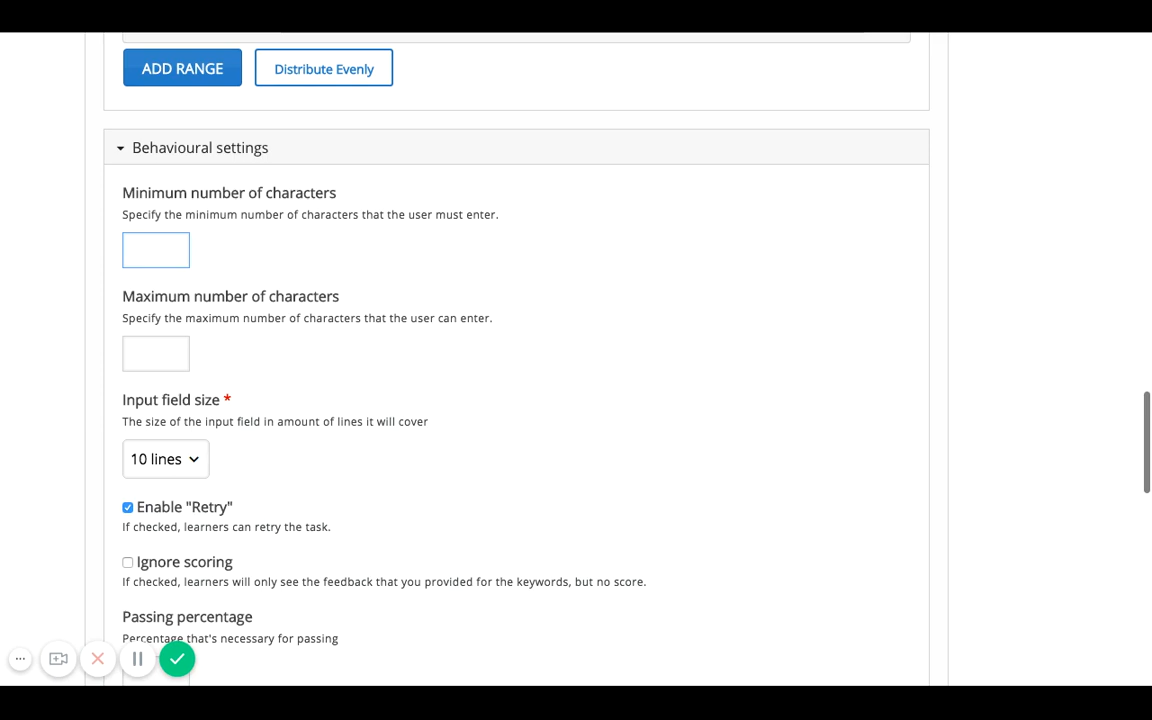 ADD RANGE
Distribute Evenly
Behavioural settings
Minimum number of characters
Specify the minimum number of characters that the user must enter.
Maximum number of characters
Specify the maximum number of characters that the user can enter.
Input field size *
The size of the input field in amount of lines it will cover
10 lines
Enable "Retry"
If checked, learners can retry the task.
Ignore scoring
If checked, learners will only see the feedback that you provided for the keywords, but no score.
Passing percentage
Percentage that's necessary for passing